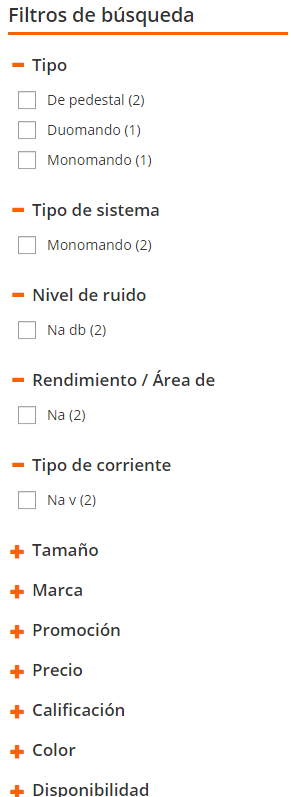 Filtros de búsqueda
Tipo
De pedestal (2)
Duomando (1)
Monomando (1)
Tipo de sistema
Monomando (2)
Nivel de ruido
Na db (2)
Rendimiento / Área de
Na (2)
Tipo de corriente
Na v (2)
Tamaño
Marca
Promoción
Precio
Calificación
Color
Disponibilidad